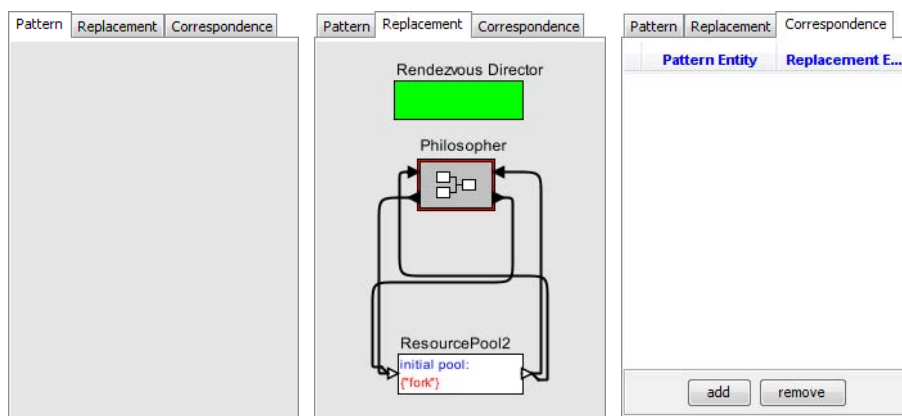 Pattern Replacement Correspondence
Pattern Replacement Correspondence
Rendezvous Director
Philosopher
ResourcePool2
initial pool:
{"fork"}
Pattern Replacement Correspondence
Pattern Entity Replacement E...
add remove